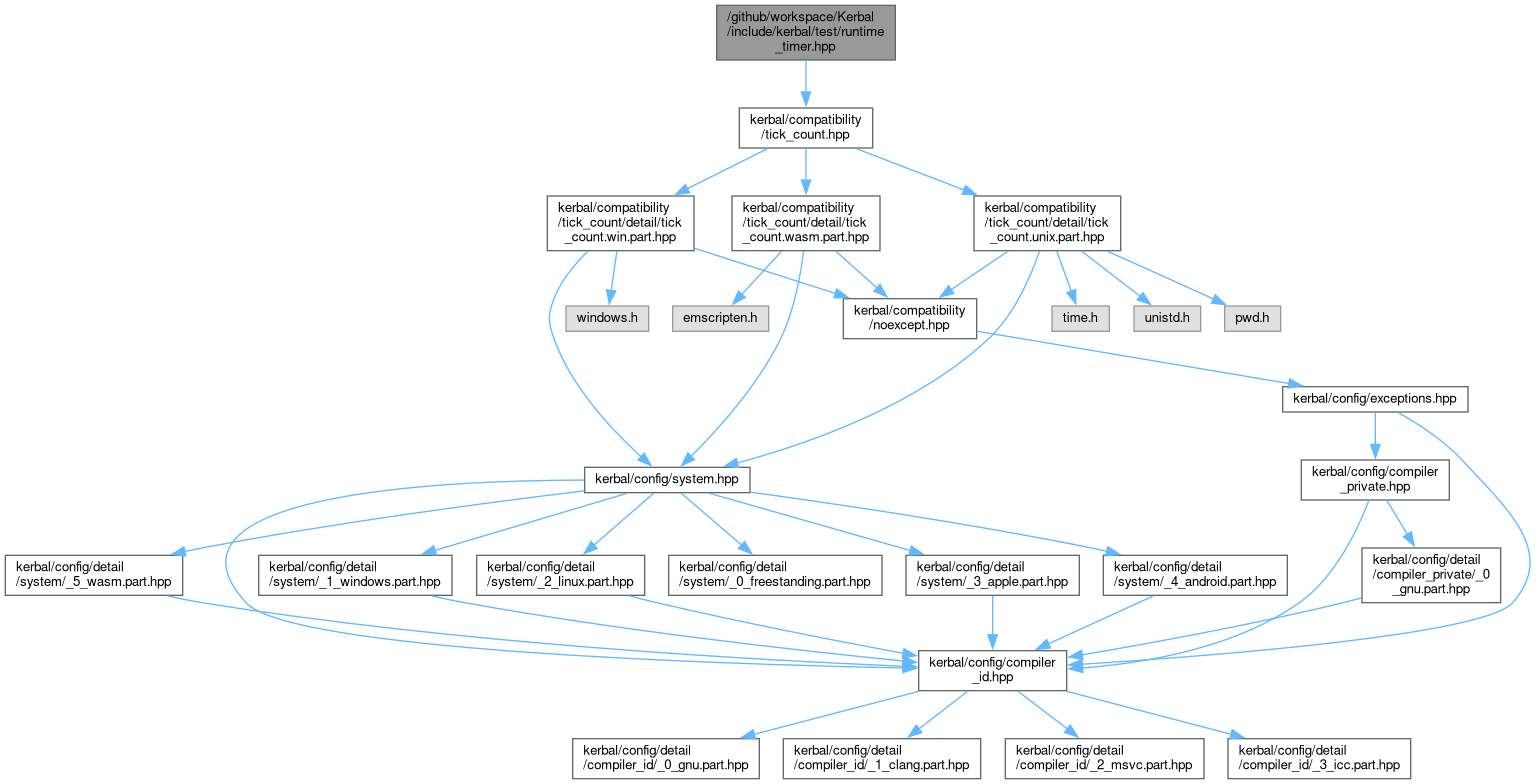 /github/workspace/Kerbal
/include/kerbal/test/runtime
_timer.hpp
kerbal/compatibility
/tick_count.hpp
kerbal/compatibility
/tick_count/detail/tick
_count.win.part.hpp
kerbal/compatibility
/tick_count/detail/tick
_count.wasm.part.hpp
kerbal/compatibility
/tick_count/detail/tick
_count.unix.part.hpp
windows.h
emscripten.h
kerbal/compatibility
/noexcept.hpp
time.h
unistd.h
pwd.h
kerbal/config/exceptions.hpp
kerbal/config/system.hpp
kerbal/config/compiler
_private.hpp
kerbal/config/detail
/system/_5_wasm.part.hpp
kerbal/config/detail
/system/_1_windows.part.hpp
kerbal/config/detail
/system/_2_linux.part.hpp
kerbal/config/detail
/system/_0_freestanding.part.hpp
kerbal/config/detail
/system/_3_apple.part.hpp
kerbal/config/detail
/system/_4_android.part.hpp
kerbal/config/detail
/compiler_private/_0
_gnu.part.hpp
kerbal/config/compiler
_id.hpp
kerbal/config/detail
/compiler_id/_0_gnu.part.hpp
kerbal/config/detail
/compiler_id/_1_clang.part.hpp
kerbal/config/detail
/compiler_id/_2_msvc.part.hpp
kerbal/config/detail
/compiler_id/_3_icc.part.hpp